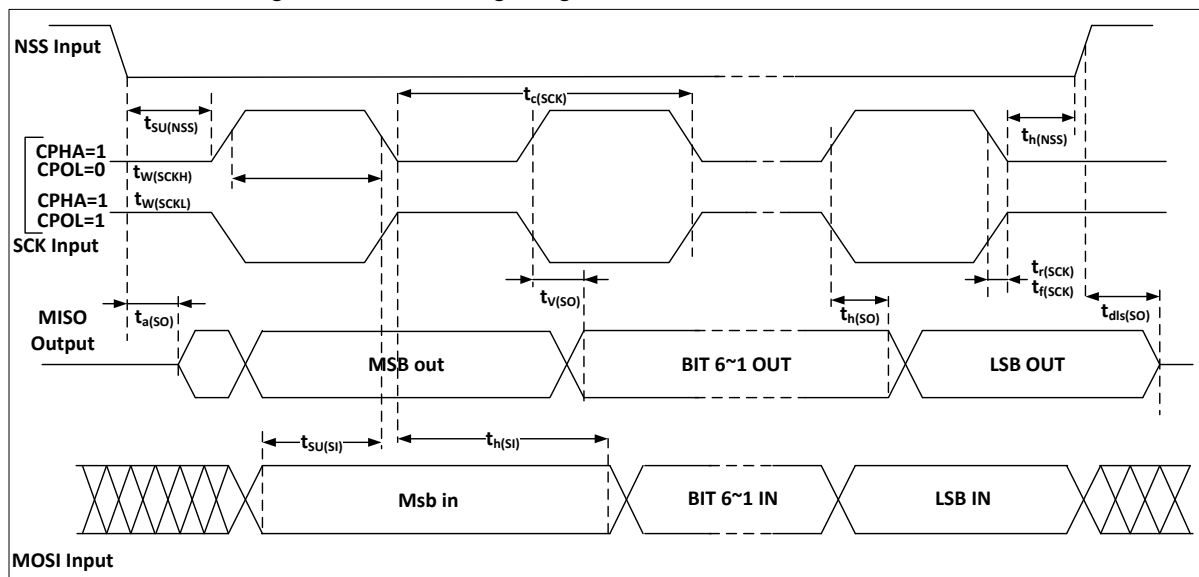 NSS Input
tc(SCK)
tSU(NSS)
th(NSS)
CPHA=1
CPOL=0
tW(SCKH)
CPHA=1
tW(SCKL)
CPOL=1
SCK Input
tr(SCK)
tf(SCK)
tV(SO)
ta(SO)
th(SO)
tdis(SO)
MISO
Output
MSB out
BIT 6~1 OUT
LSB OUT
tSU(SI)
th(SI)
Msb in
BIT 6~1 IN
LSB IN
MOSI Input